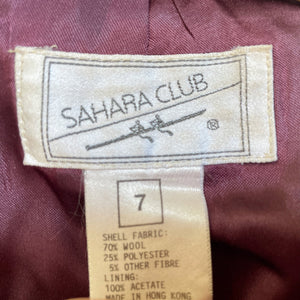 SAHARA CLUB
®
7
SHELL FABRIC:
70% WOOL
25% POLYESTER
5% OTHER FIBRE
LINING:
100% ACETATE
MADE IN HONG KONG